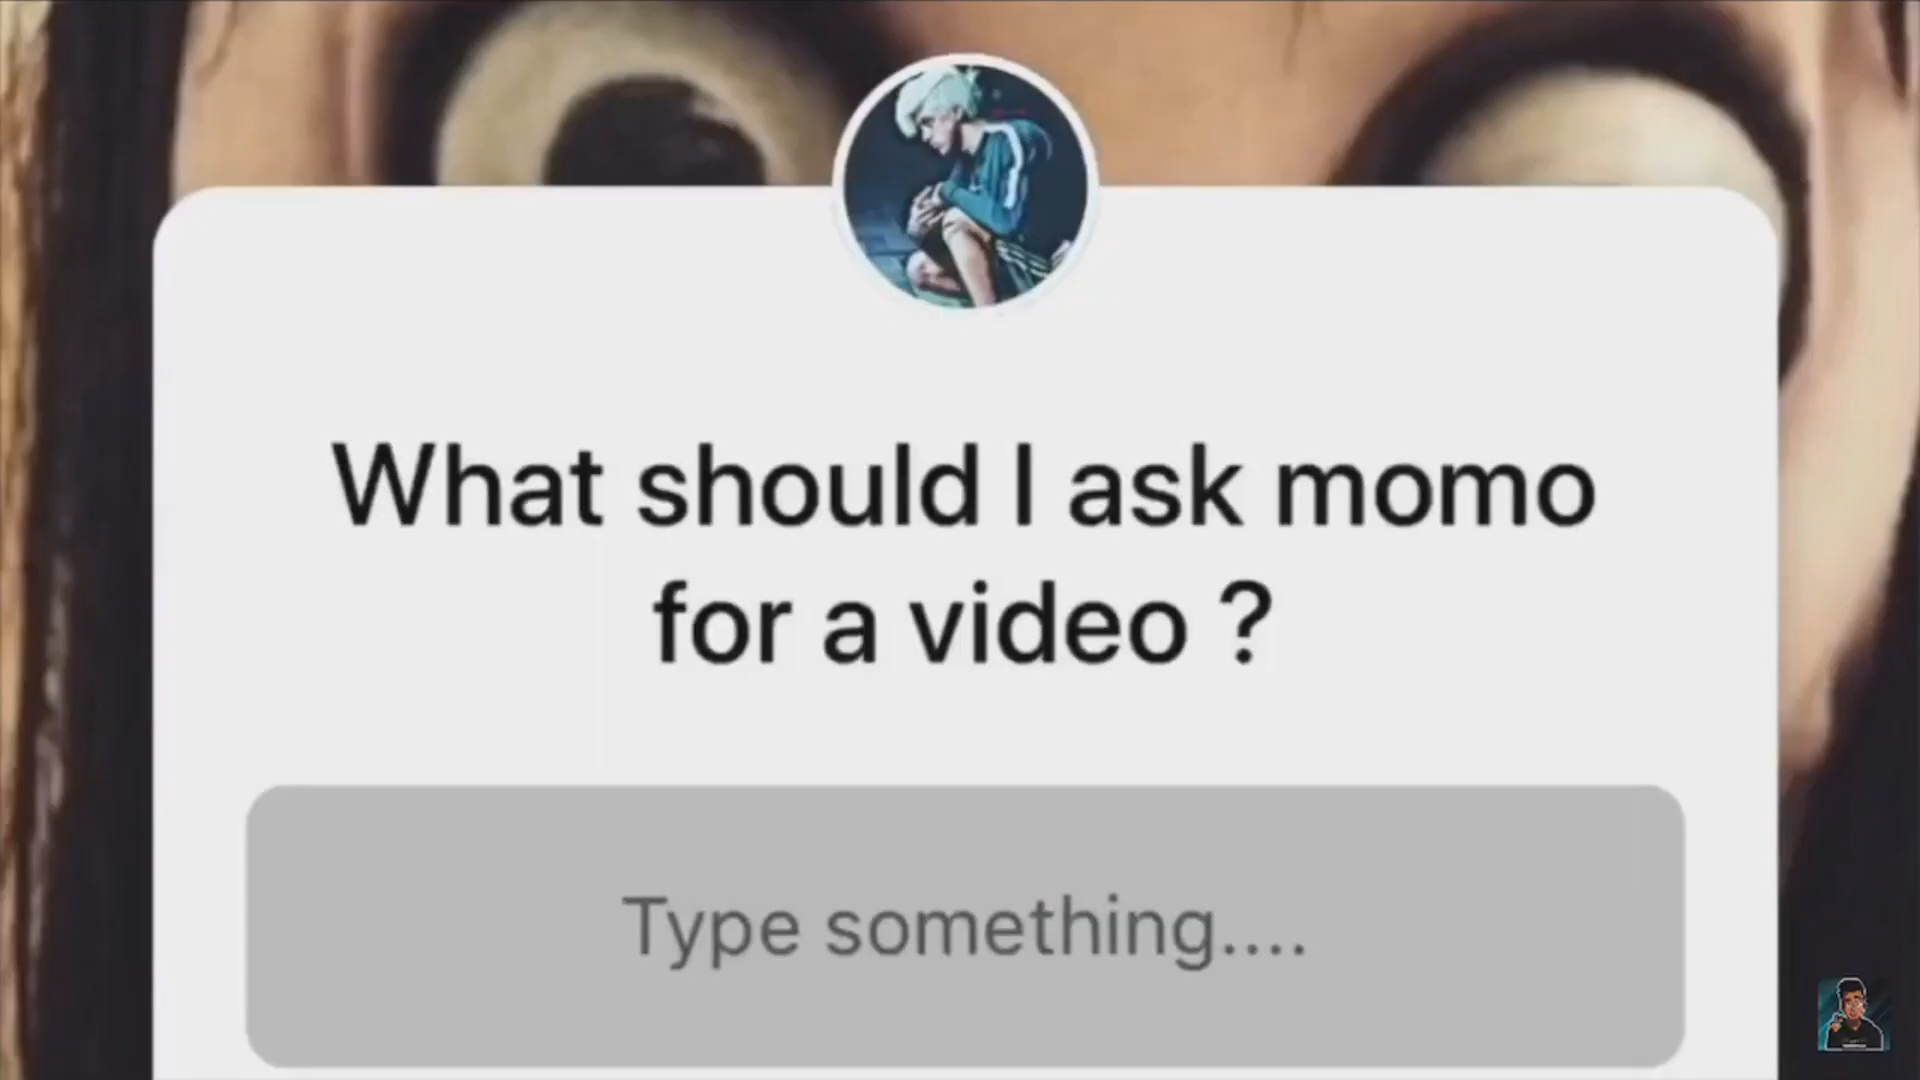 What should I ask momo
for a video ?
Type something....